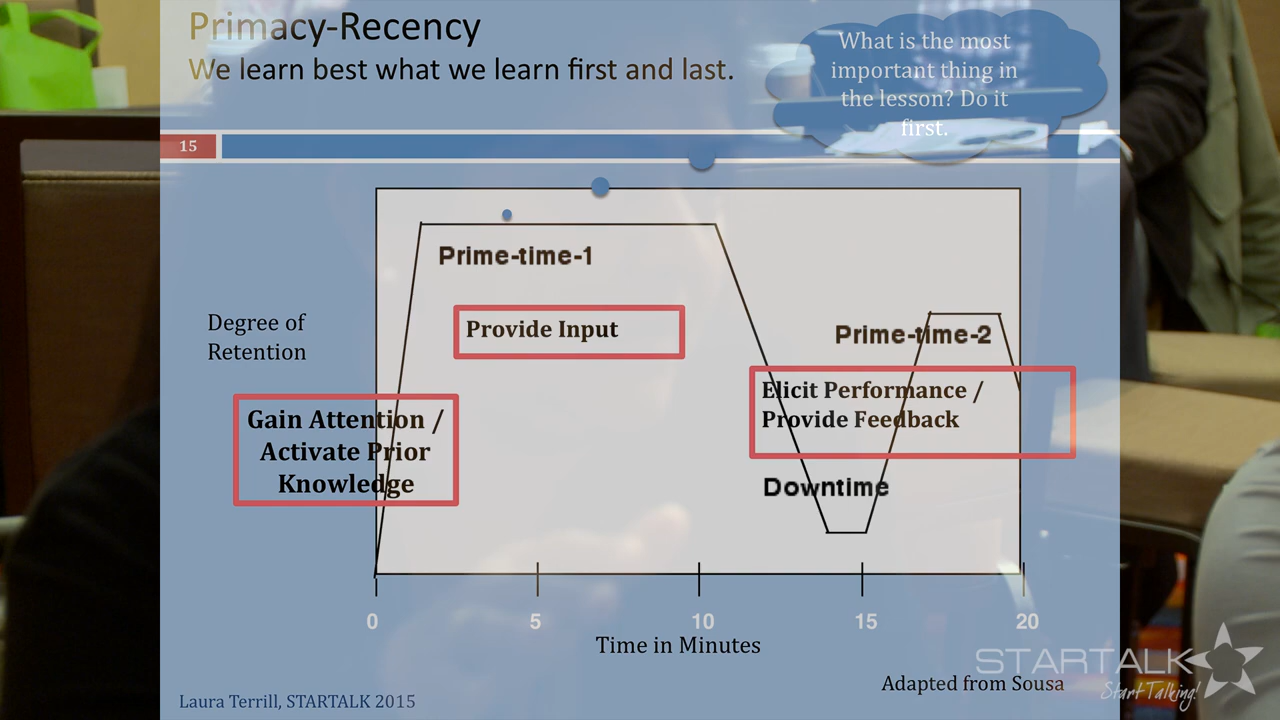 Primacy-Recency
We learn best what we learn first and last.
What is the most
important thing in
the lesson? Do it
first.
15
Prime-time-1
Provide Input
Degree of
Retention
Prime-time-2
Elicit Performance /
Provide Feedback
Gain Attention /
Activate Prior
Knowledge
Downtime
0 5 10 15 20
Time in Minutes
Adapted from Sousa
Laura Terrill, STARTALK 2015
STARTALK
Start Talking!